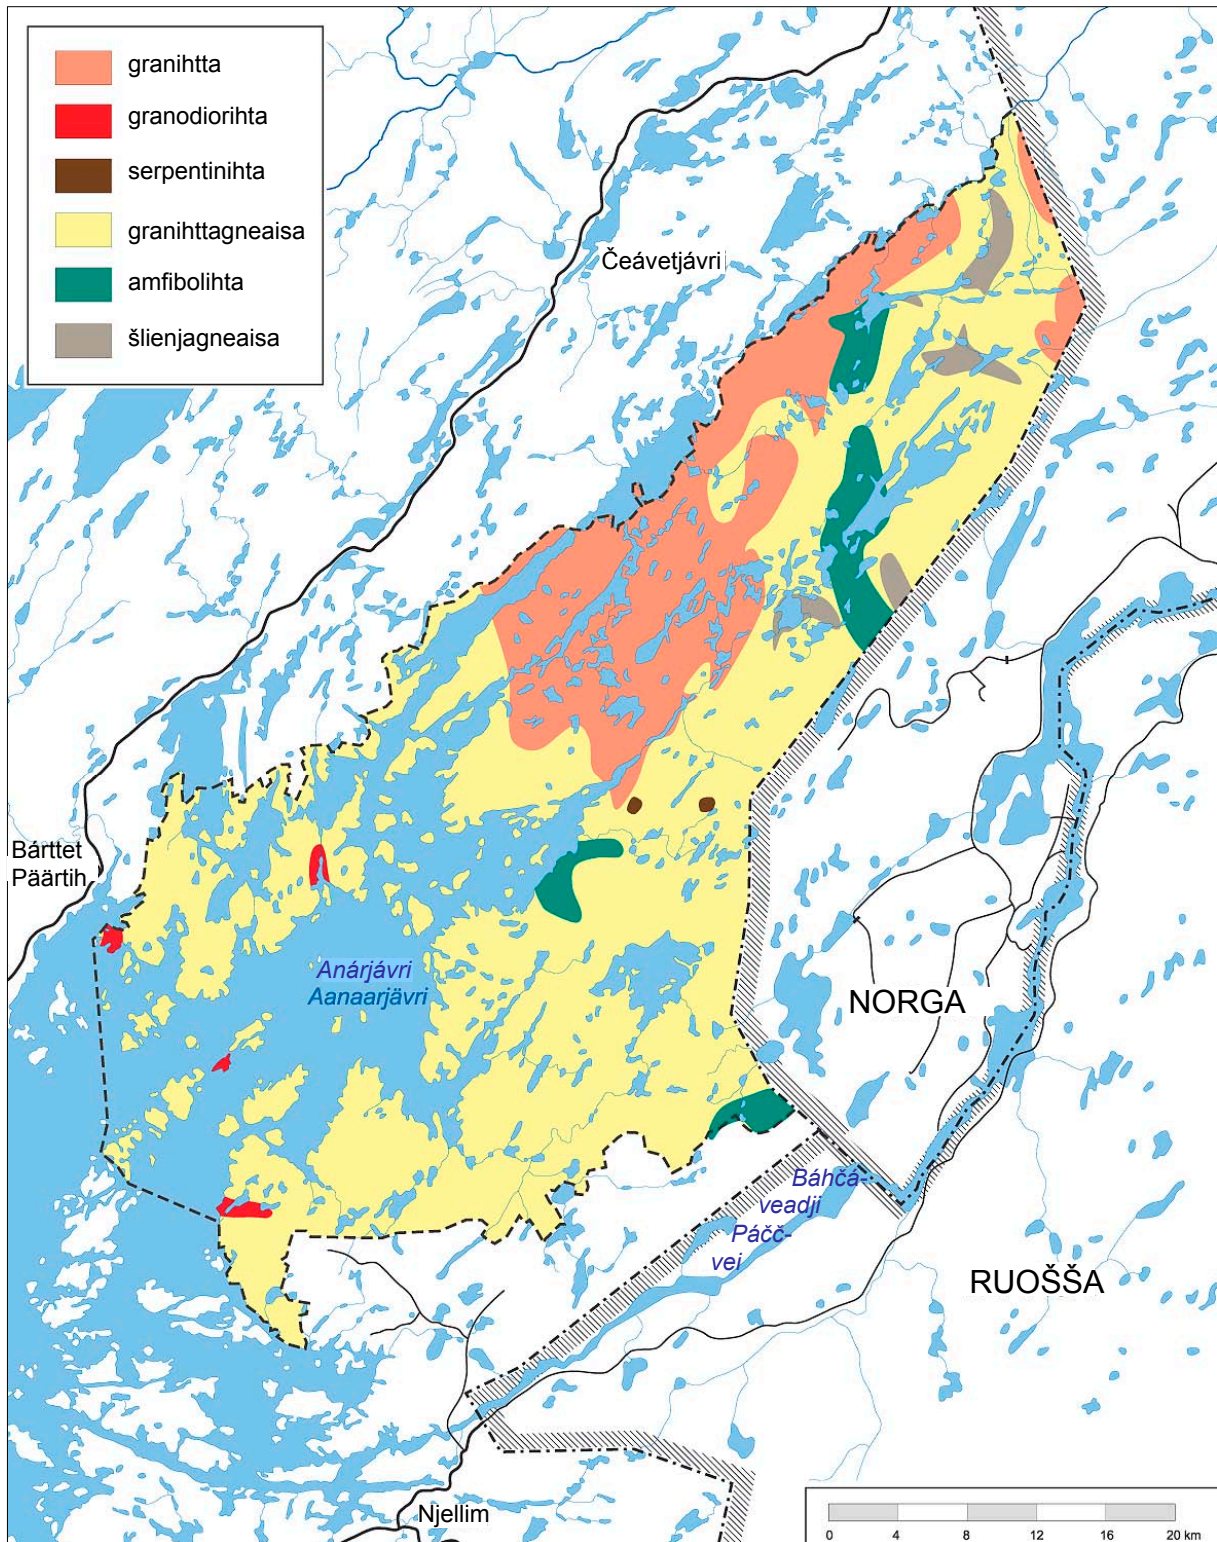 granihtta
granodiorihta
serpentinihta
granihttagneaisa
amfibolihta
šlienjagneaisa
Čeávetjávri
Bárttet
Päärtih
Anárjávri
Aanaarjävri
NORGA
Báhčá-
veadji
Páčč-
vei
RUOŠŠA
Njellim
0 4 8 12 16 20 km